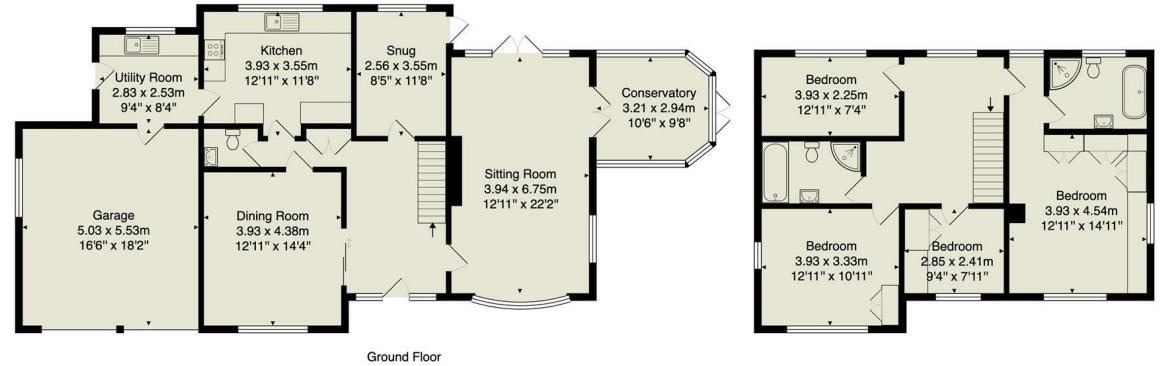 Utility Room
2.83 x 2.53m
9'4" x 8'4"
Kitchen
3.93 x 3.55m
12'11" x 11'8"
Snug
2.56 x 3.55m
8'5" x 11'8"
Conservatory
3.21 x 2.94m
10'6" x 9'8"
Sitting Room
3.94 x 6.75m
12'11" x 22'2"
Garage
5.03 x 5.53m
16'6" x 18'2"
Dining Room
3.93 x 4.38m
12'11" x 14'4"
Ground Floor
Bedroom
3.93 x 2.25m
12'11" x 7'4"
Bedroom
3.93 x 4.54m
12'11" x 14'11"
Bedroom
3.93 x 3.33m
12'11" x 10'11"
Bedroom
2.85 x 2.41m
9'4" x 7'11"